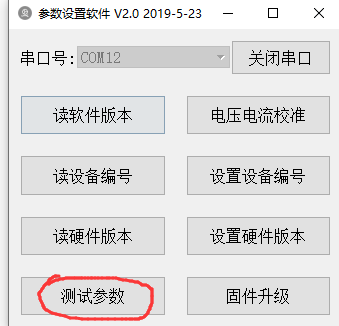 参数设置软件 V2.0 2019-5-23
串口号: COM12 关闭串口
读软件版本 电压电流校准
读设备编号 设置设备编号
读硬件版本 设置硬件版本
测试参数 固件升级